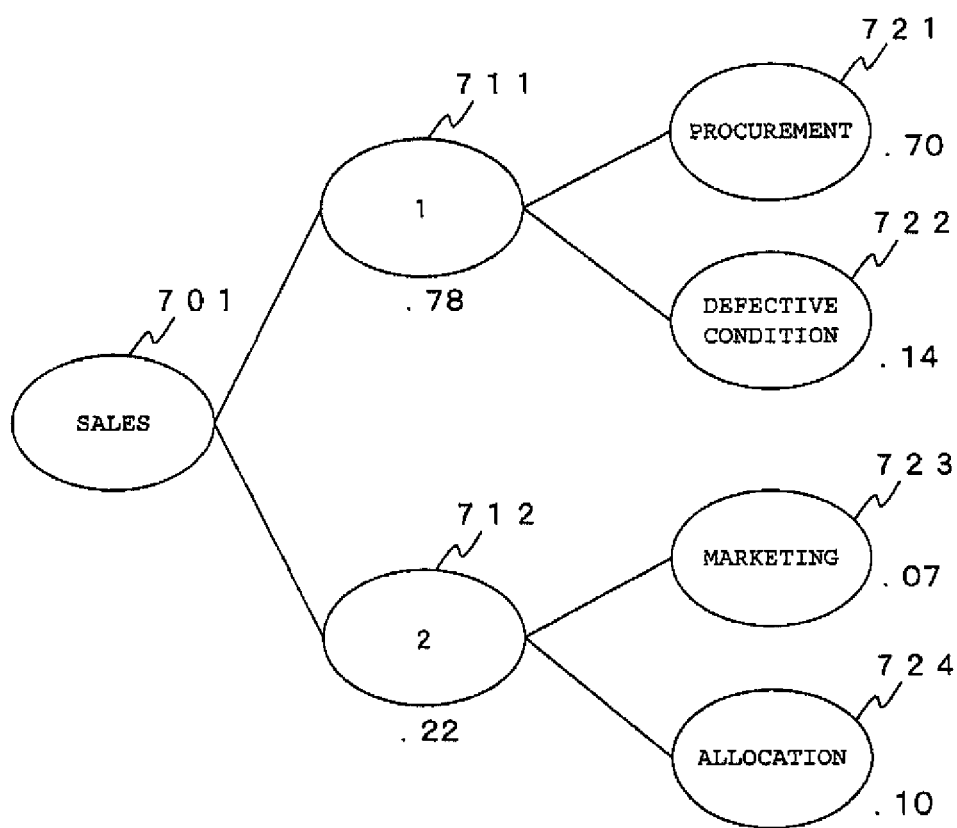 721
711
PROCUREMENT
.70
1
722
.78
DEFECTIVE
CONDITION
.14
701
SALES
723
712
MARKETING
.07
2
724
.22
ALLOCATION
.10